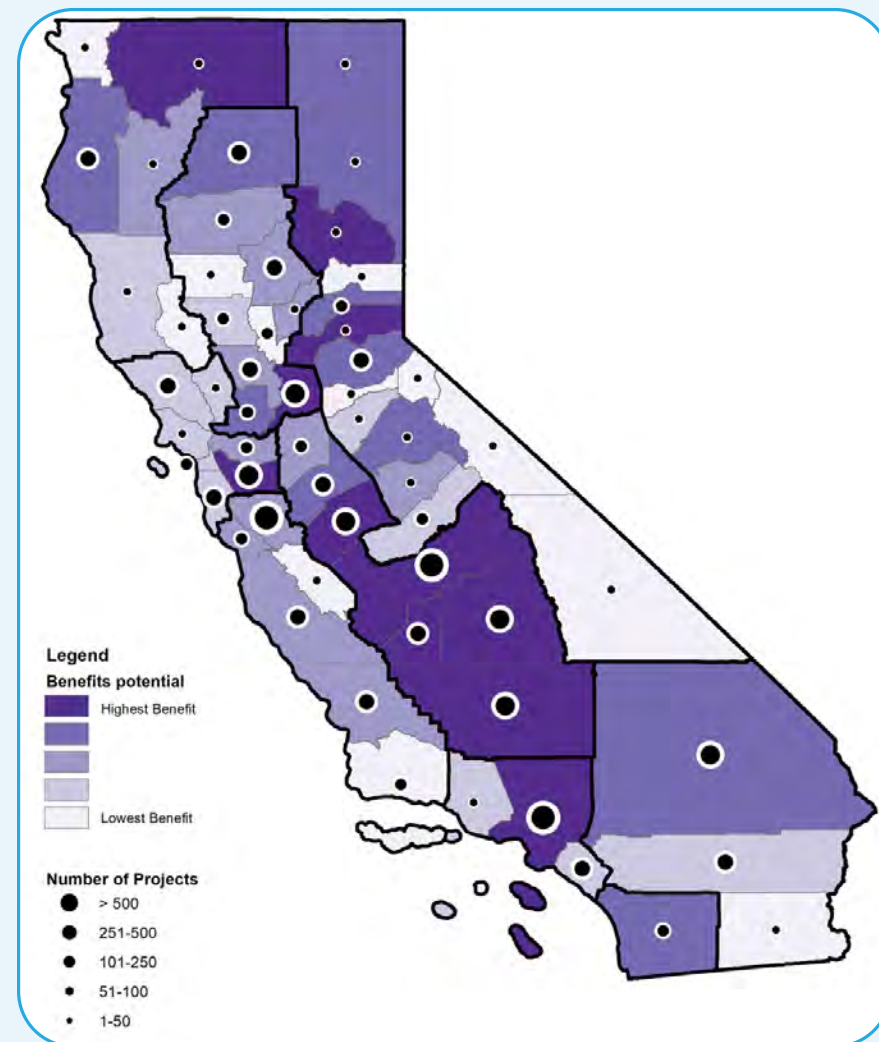 Legend
Benefits potential
Highest Benefit
Lowest Benefit
Number of Projects
> 500
251-500
101-250
51-100
1-50